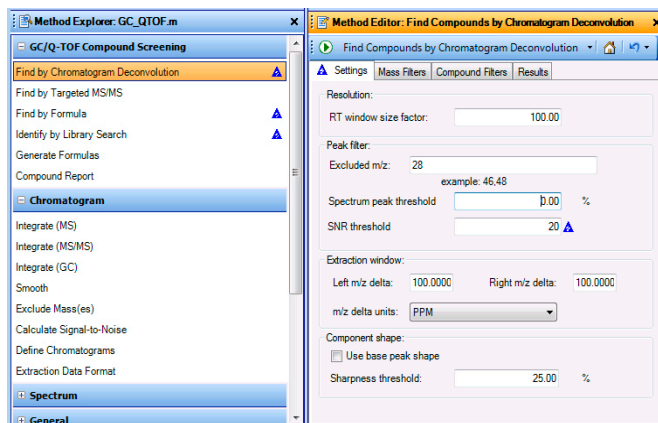 Method Explorer: GC_QTOF.m
GC/Q-TOF Compound Screening
Find by Chromatogram Deconvolution
Find by Targeted MS/MS
Find by Formula
Identify by Library Search
Generate Formulas
Compound Report
Chromatogram
Integrate (MS)
Integrate (MS/MS)
Integrate (GC)
Smooth
Exclude Mass(es)
Calculate Signal-to-Noise
Define Chromatograms
Extraction Data Format
Spectrum
General
Method Editor: Find Compounds by Chromatogram Deconvolution
Find Compounds by Chromatogram Deconvolution
Settings Mass Filters Compound Filters Results
Resolution:
RT window size factor: 100.00
Peak filter:
Excluded m/z: 28
example: 46,48
Spectrum peak threshold 0.00 %
SNR threshold 20
Extraction window:
Left m/z delta: 100.0000 Right m/z delta: 100.0000
m/z delta units: PPM
Component shape:
Use base peak shape
Sharpness threshold: 25.00 %